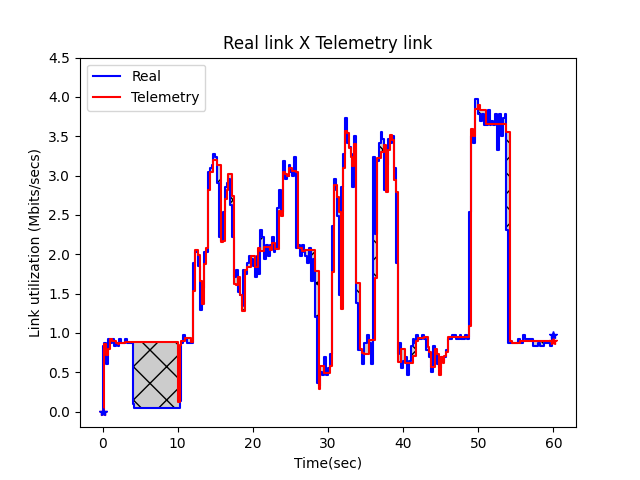 Real link X Telemetry link
Real
Telemetry
Link utilization (Mbits/secs)
4.5
4.0
3.5
3.0
2.5
2.0
1.5
1.0
0.5
0.0
0 10 20 30 40 50 60
Time(sec)